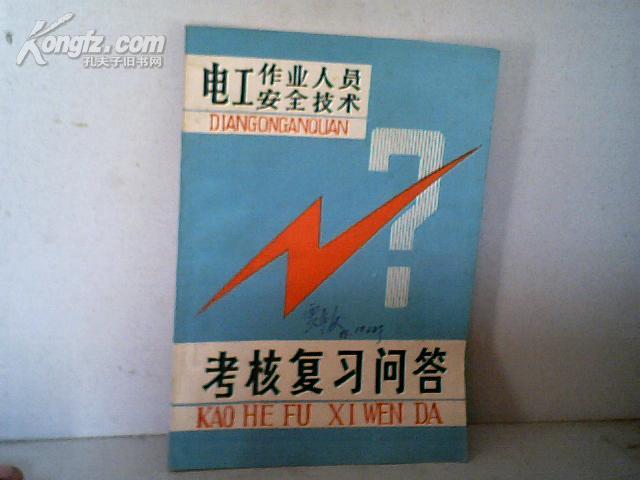 Kongfz.com
孔夫子旧书网
电工作业人员
安全技术
DIANGONGANQUAN
?
考核复习问答
KAO HE FU XI WEN DA